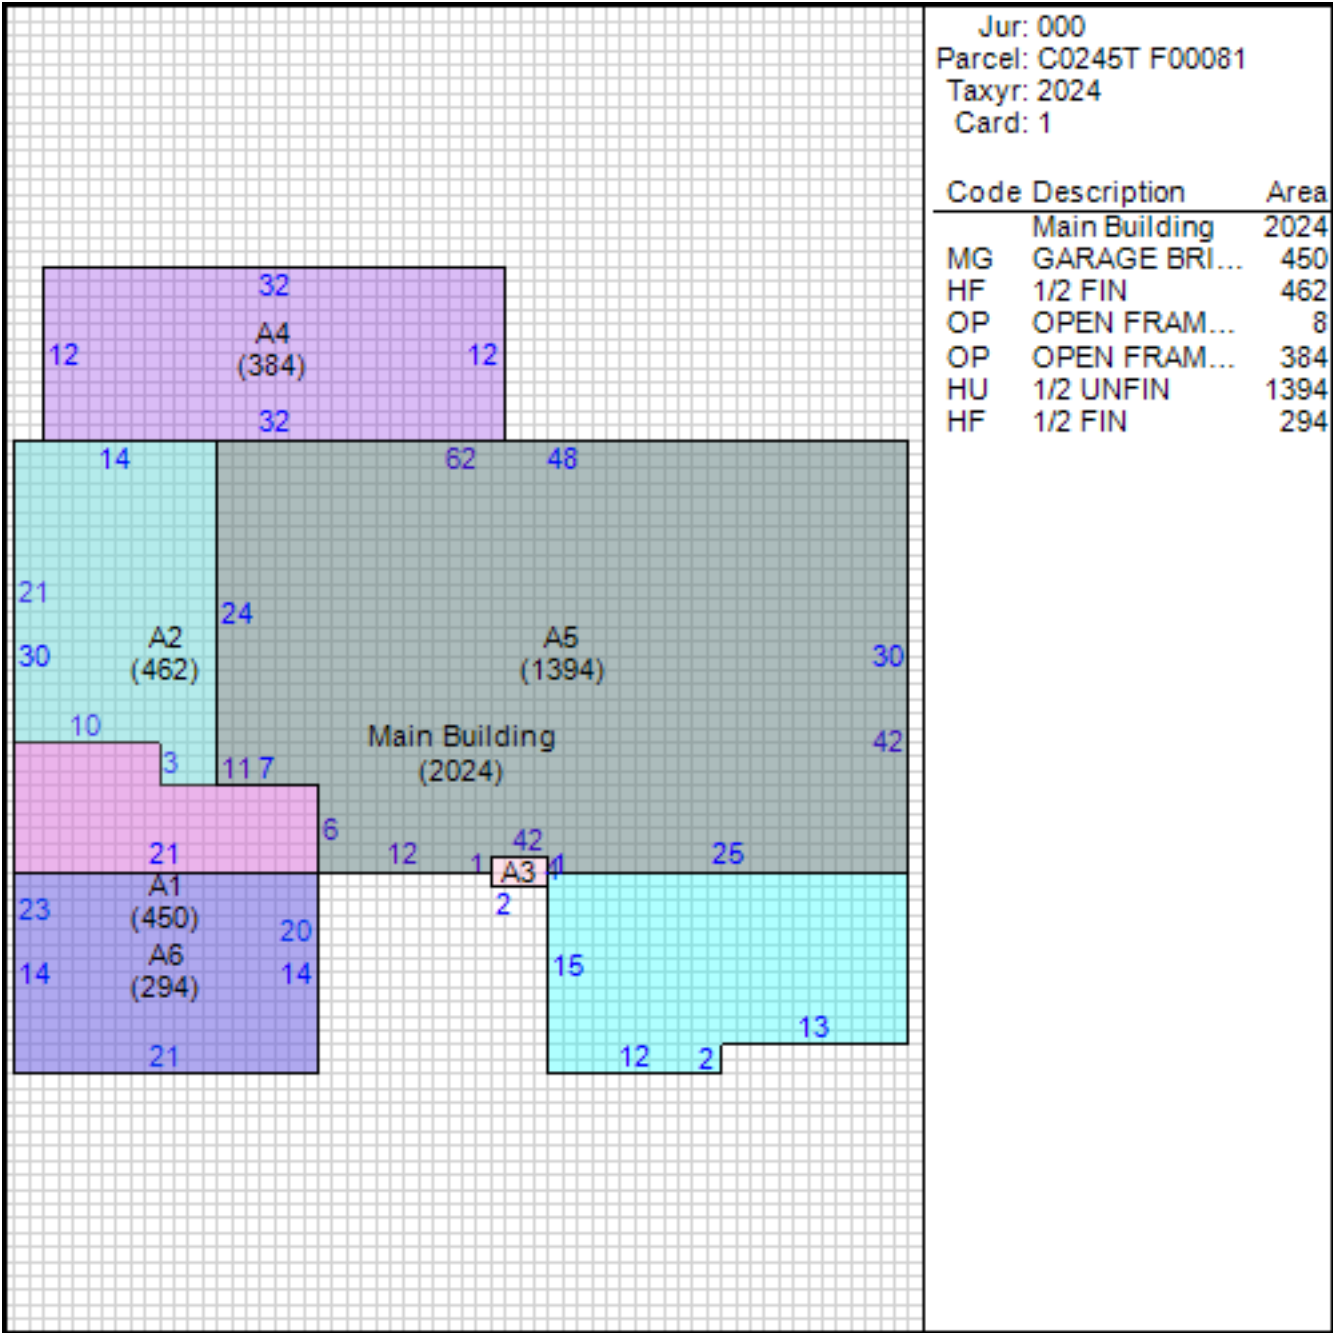 Jur: 000
Parcel: C0245T F00081
Taxyr: 2024
Card: 1
Code Description Area
Main Building 2024
MG GARAGE BRI... 450
HF 1/2 FIN 462
OP OPEN FRAM... 8
OP OPEN FRAM... 384
HU 1/2 UNFIN 1394
HF 1/2 FIN 294
32
A4
12 (384) 12
32
14 62 48
21
24
A2 A5
30 (462) (1394) 30
10
Main Building 42
3 11 7 (2024)
6
42
21 12 1 A3 4 1 25
A1
23 (450) 2
20
A6
14 (294) 14 15
13
21 12 2